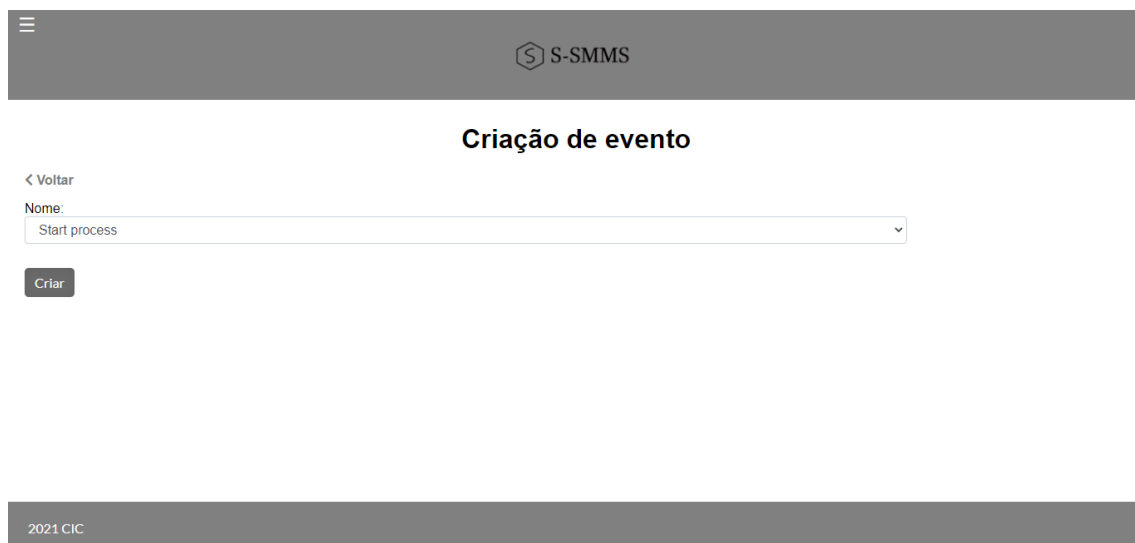 S-SMMS
Criação de evento
Voltar
Nome:
Start process
Criar
2021 CIC